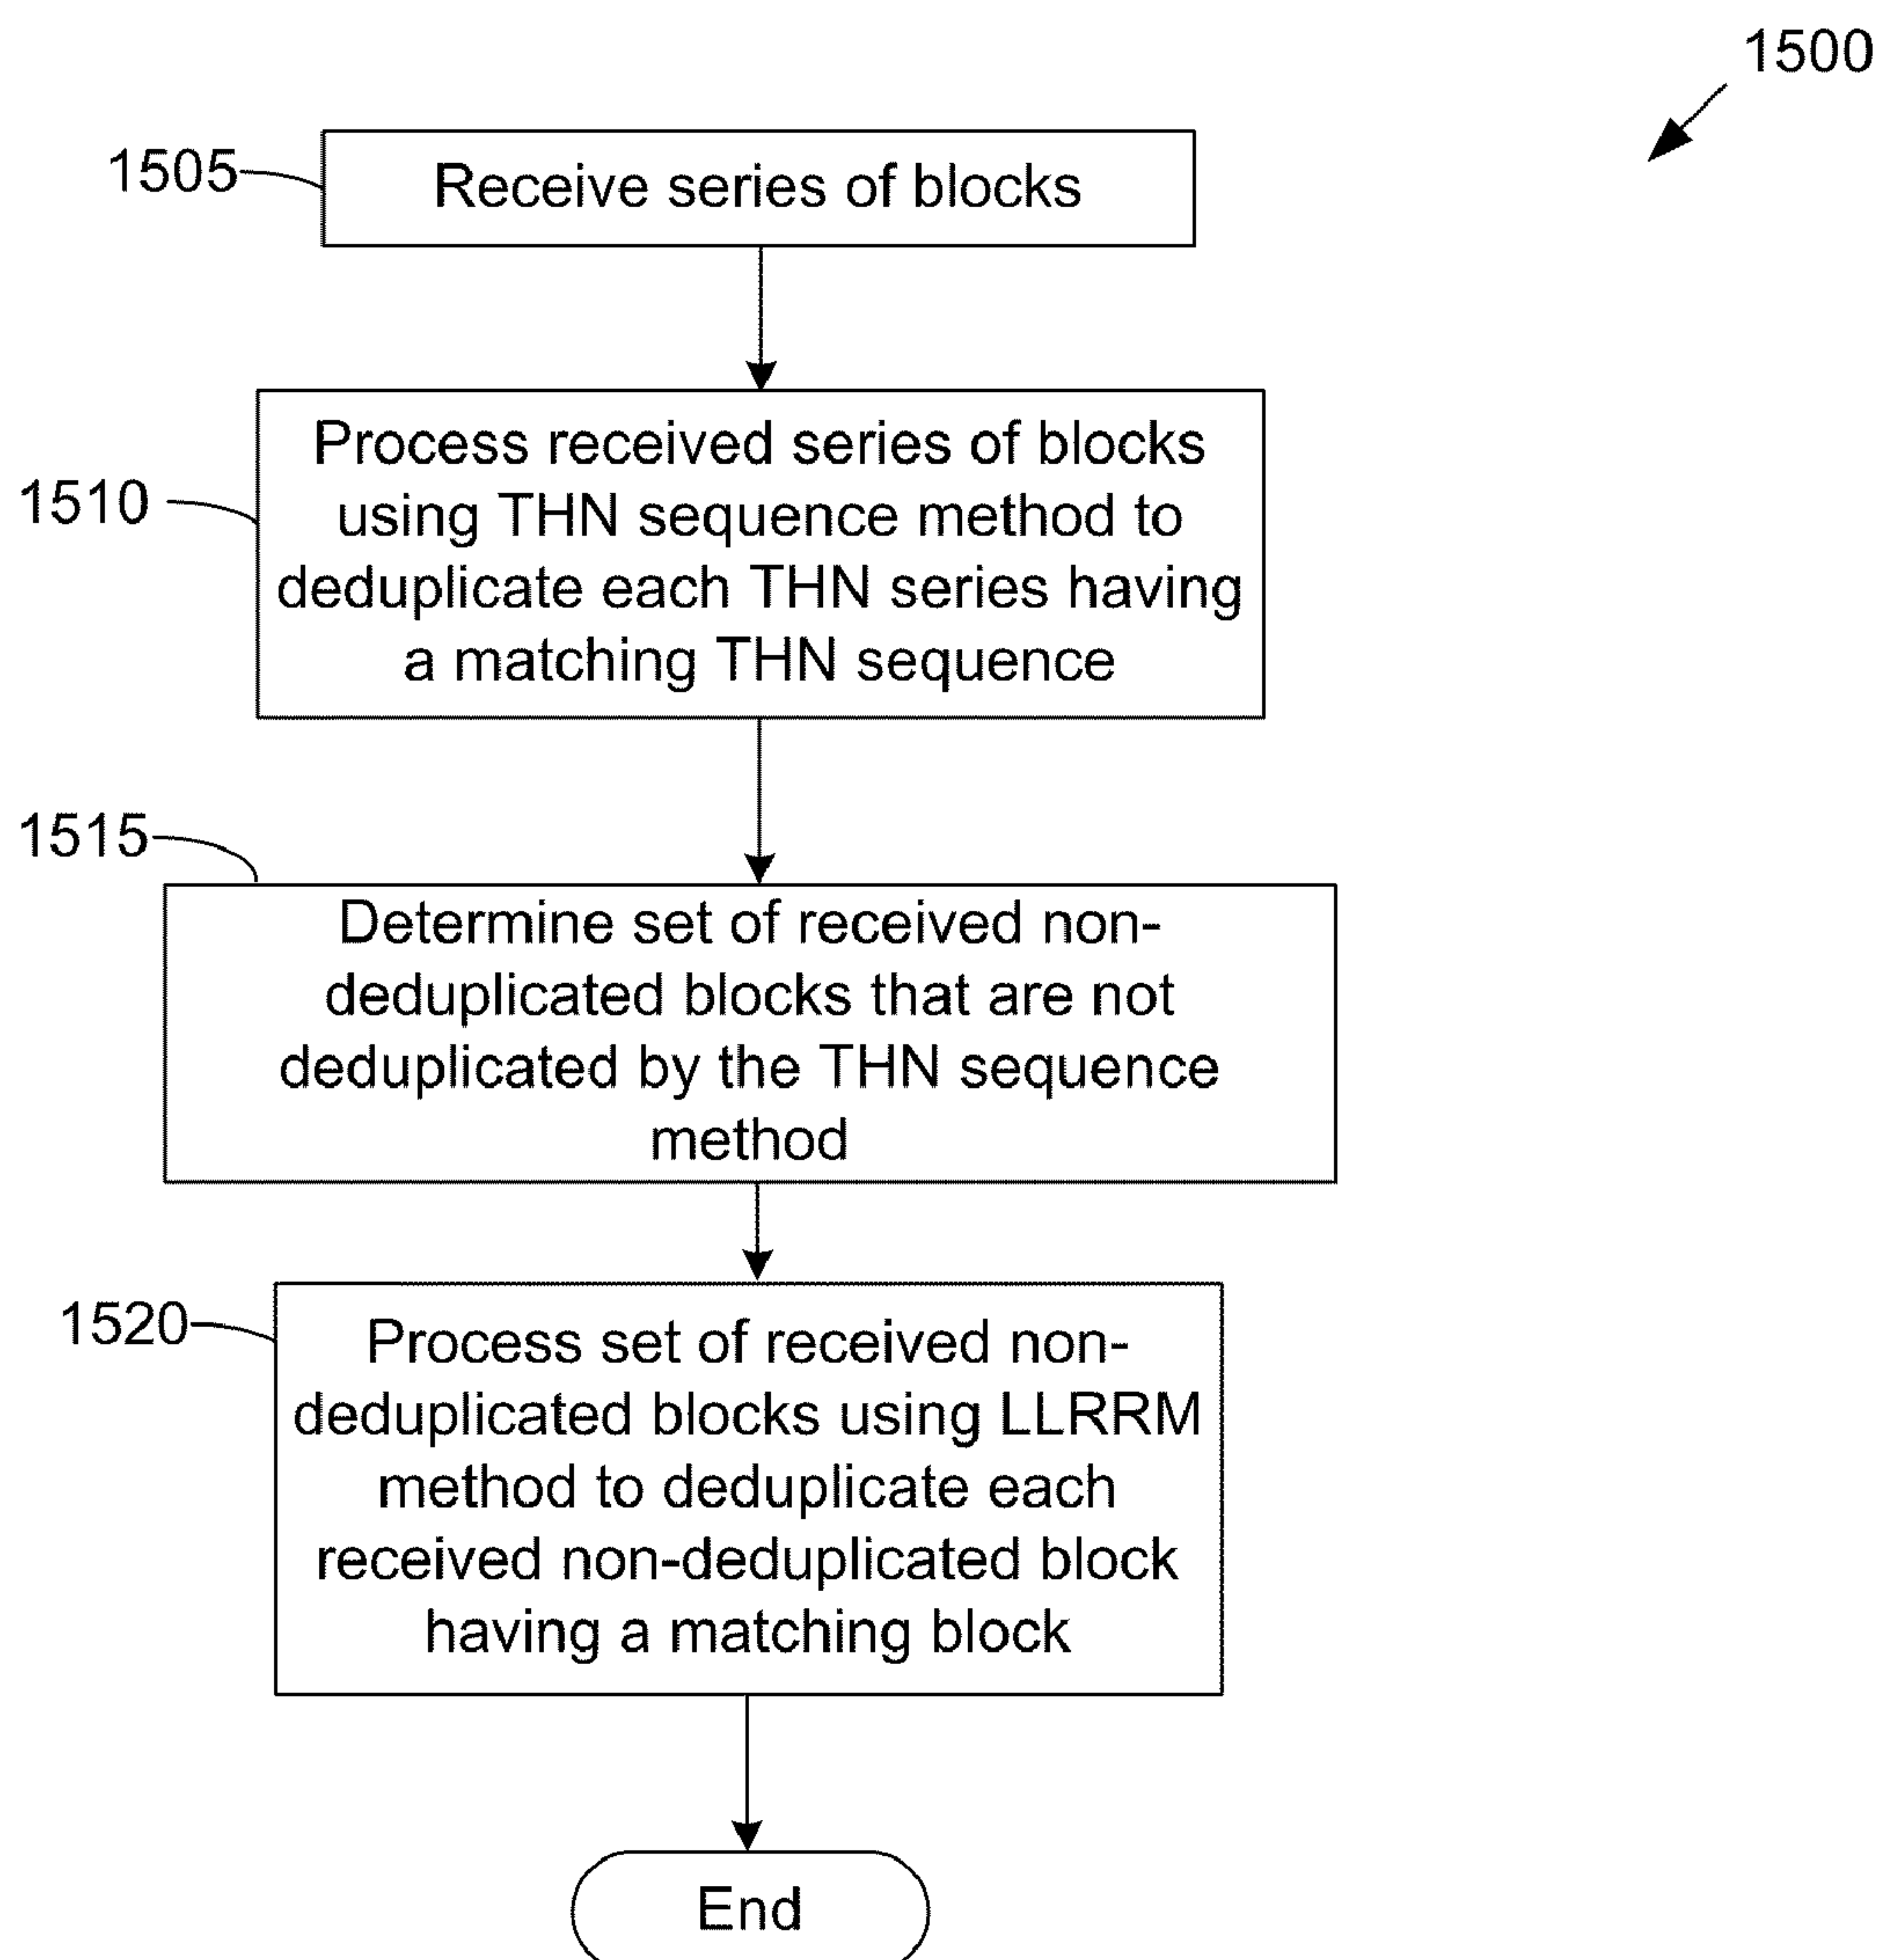 1500
1505
Receive series of blocks
1510
Process received series of blocks
using THN sequence method to
deduplicate each THN series having
a matching THN sequence
1515
Determine set of received non-
deduplicated blocks that are not
deduplicated by the THN sequence
method
1520
Process set of received non-
deduplicated blocks using LLRRM
method to deduplicate each
received non-deduplicated block
having a matching block
End